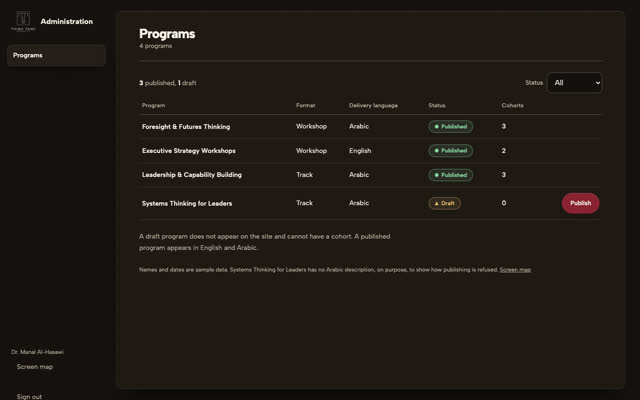 THINK FEMS
Administration
Programs
Programs
4 programs
3 published, 1 draft
Status All
Program Format Delivery language Status Cohorts
Foresight & Futures Thinking Workshop Arabic Published 3
Executive Strategy Workshops Workshop English Published 2
Leadership & Capability Building Track Arabic Published 3
Systems Thinking for Leaders Track Arabic Draft 0 Publish
A draft program does not appear on the site and cannot have a cohort. A published
program appears in English and Arabic.
Names and dates are sample data. Systems Thinking for Leaders has no Arabic description, on purpose, to show how publishing is refused. Screen map
Dr. Manal Al-Hasawi
Screen map
Sign out